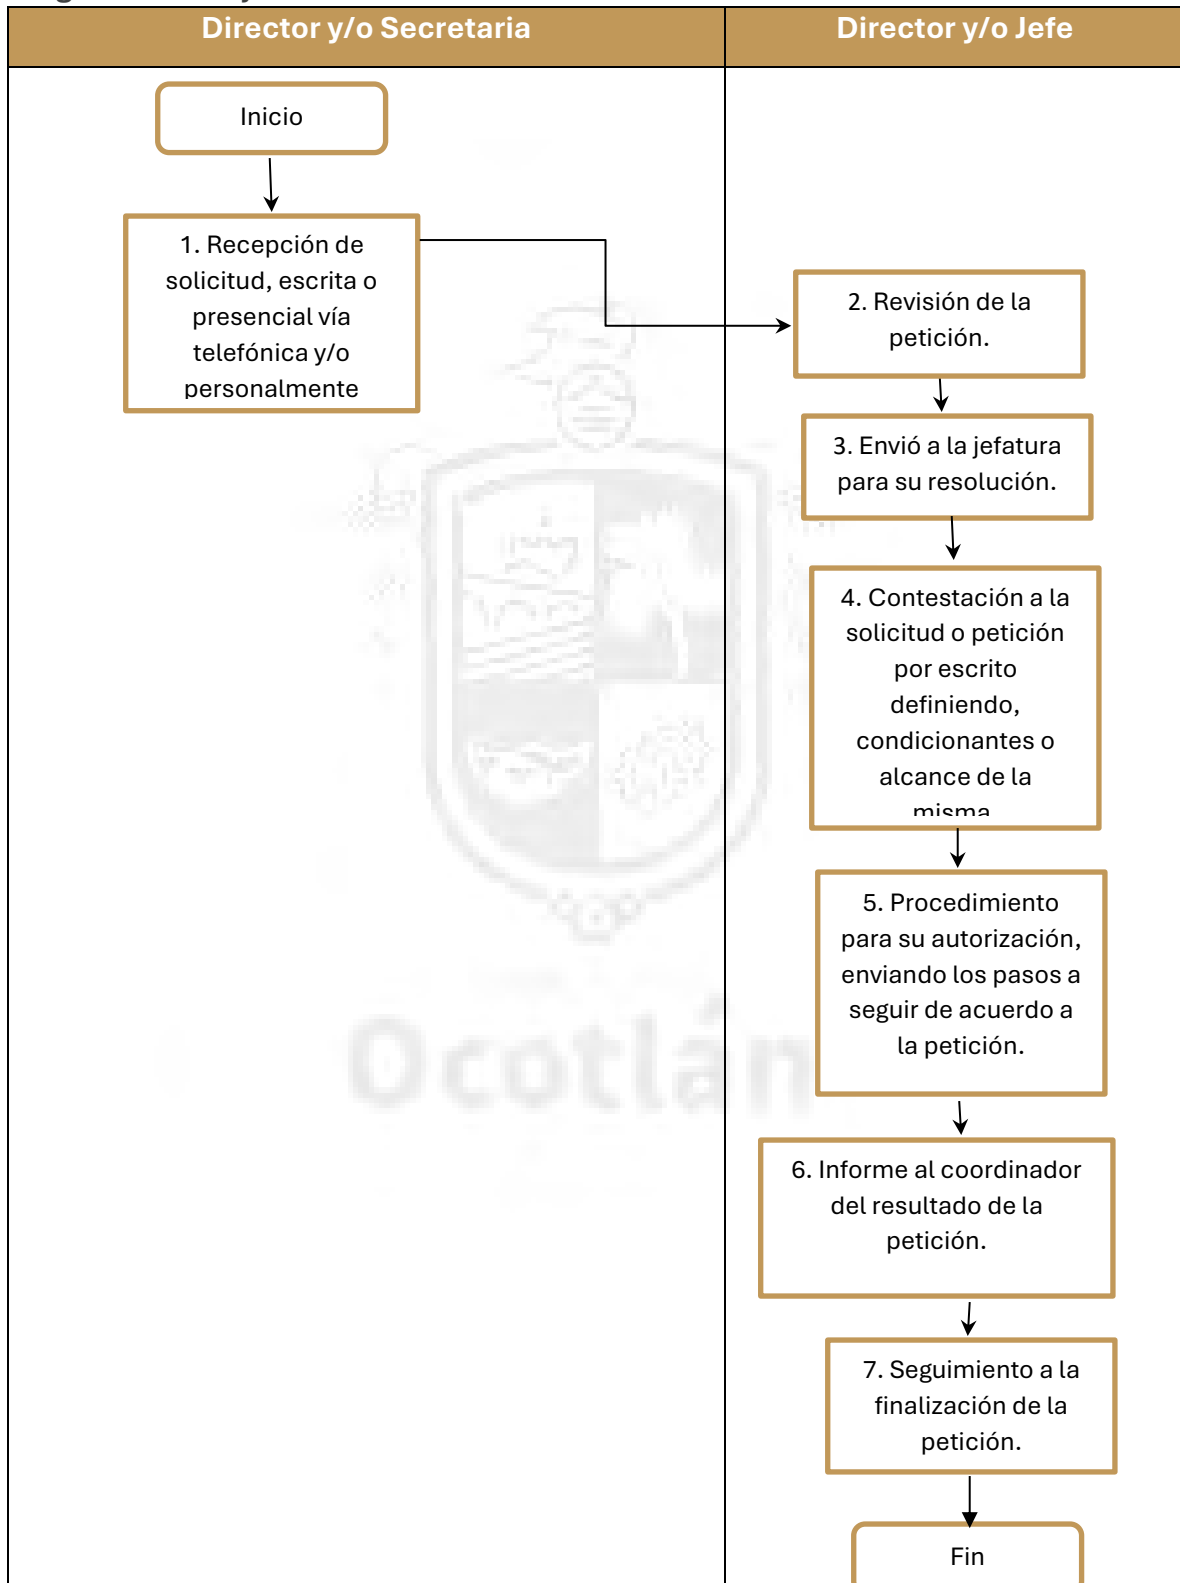 Director y/o Secretaria
Director y/o Jefe
Inicio
1. Recepción de
solicitud, escrita o
presencial vía
telefónica y/o
personalmente
2. Revisión de la
petición.
3. Envió a la jefatura
para su resolución.
4. Contestación a la
solicitud o petición
por escrito
definiendo,
condicionantes o
alcance de la
misma
5. Procedimiento
para su autorización,
enviando los pasos a
seguir de acuerdo a
la petición.
6. Informe al coordinador
del resultado de la
petición.
7. Seguimiento a la
finalización de la
petición.
Fin
Ocotlán